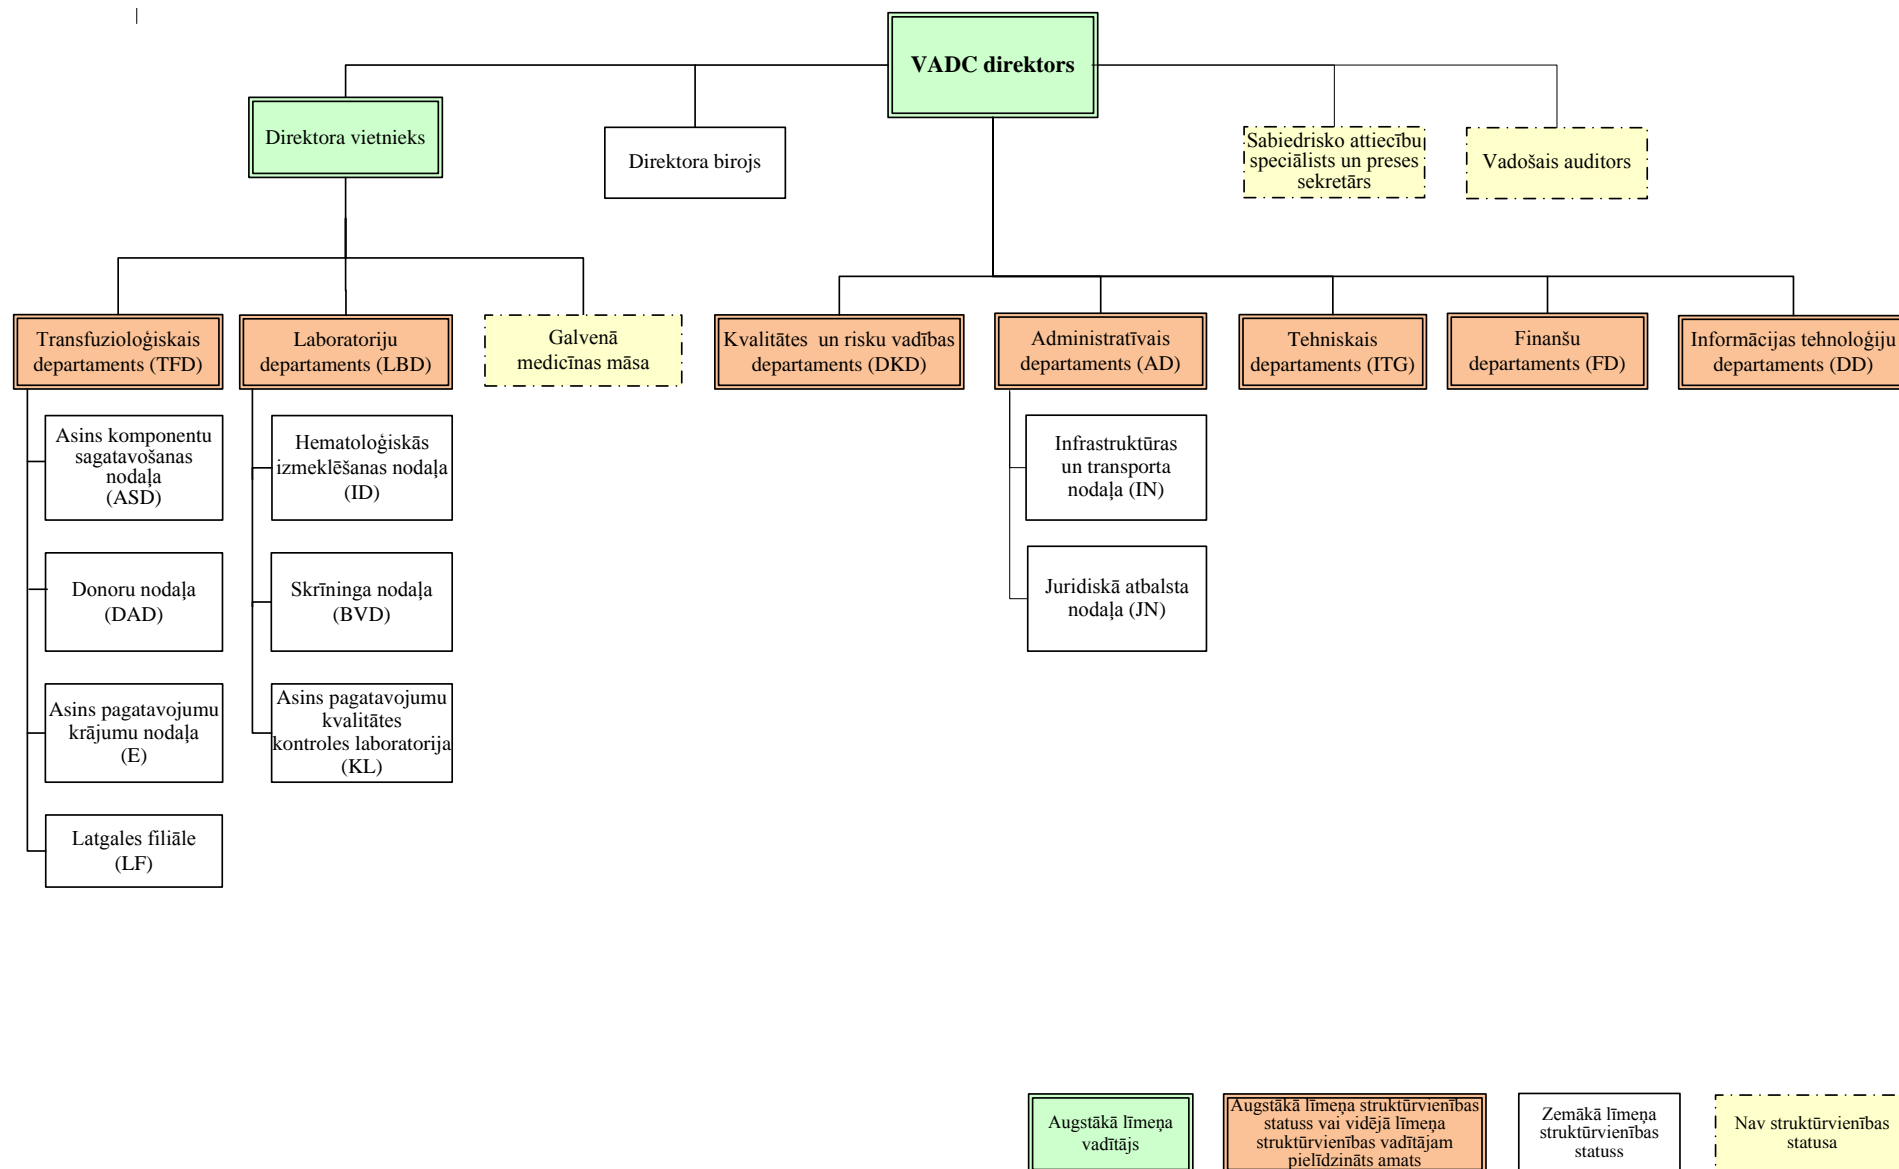 VADC direktors
Direktora vietnieks
Direktora birojs
Sabiedrisko attiecību
speciālists un preses
sekretārs
Vadošais auditors
Transfuzioloģiskais
departaments (TFD)
Laboratoriju
departaments (LBD)
Galvenā
medicīnas māsa
Kvalitātes un risku vadības
departaments (DKD)
Administratīvais
departaments (AD)
Tehniskais
departaments (ITG)
Finanšu
departaments (FD)
Informācijas tehnoloģiju
departaments (DD)
Asins komponentu
sagatavošanas
nodaļa
(ASD)
Hematoloģiskās
izmeklēšanas nodaļa
(ID)
Infrastruktūras
un transporta
nodaļa (IN)
Donoru nodaļa
(DAD)
Skrīninga nodaļa
(BVD)
Juridiskā atbalsta
nodaļa (JN)
Asins pagatavojumu
krājumu nodaļa
(E)
Asins pagatavojumu
kvalitātes
kontroles laboratorija
(KL)
Latgales filiāle
(LF)
Augstākā līmeņa
vadītājs
Augstākā līmeņa struktūrvienības
statuss vai vidējā līmeņa
struktūrvienības vadītājam
pielīdzināts amats
Zemākā līmeņa
struktūrvienības
statuss
Nav struktūrvienības
statusa